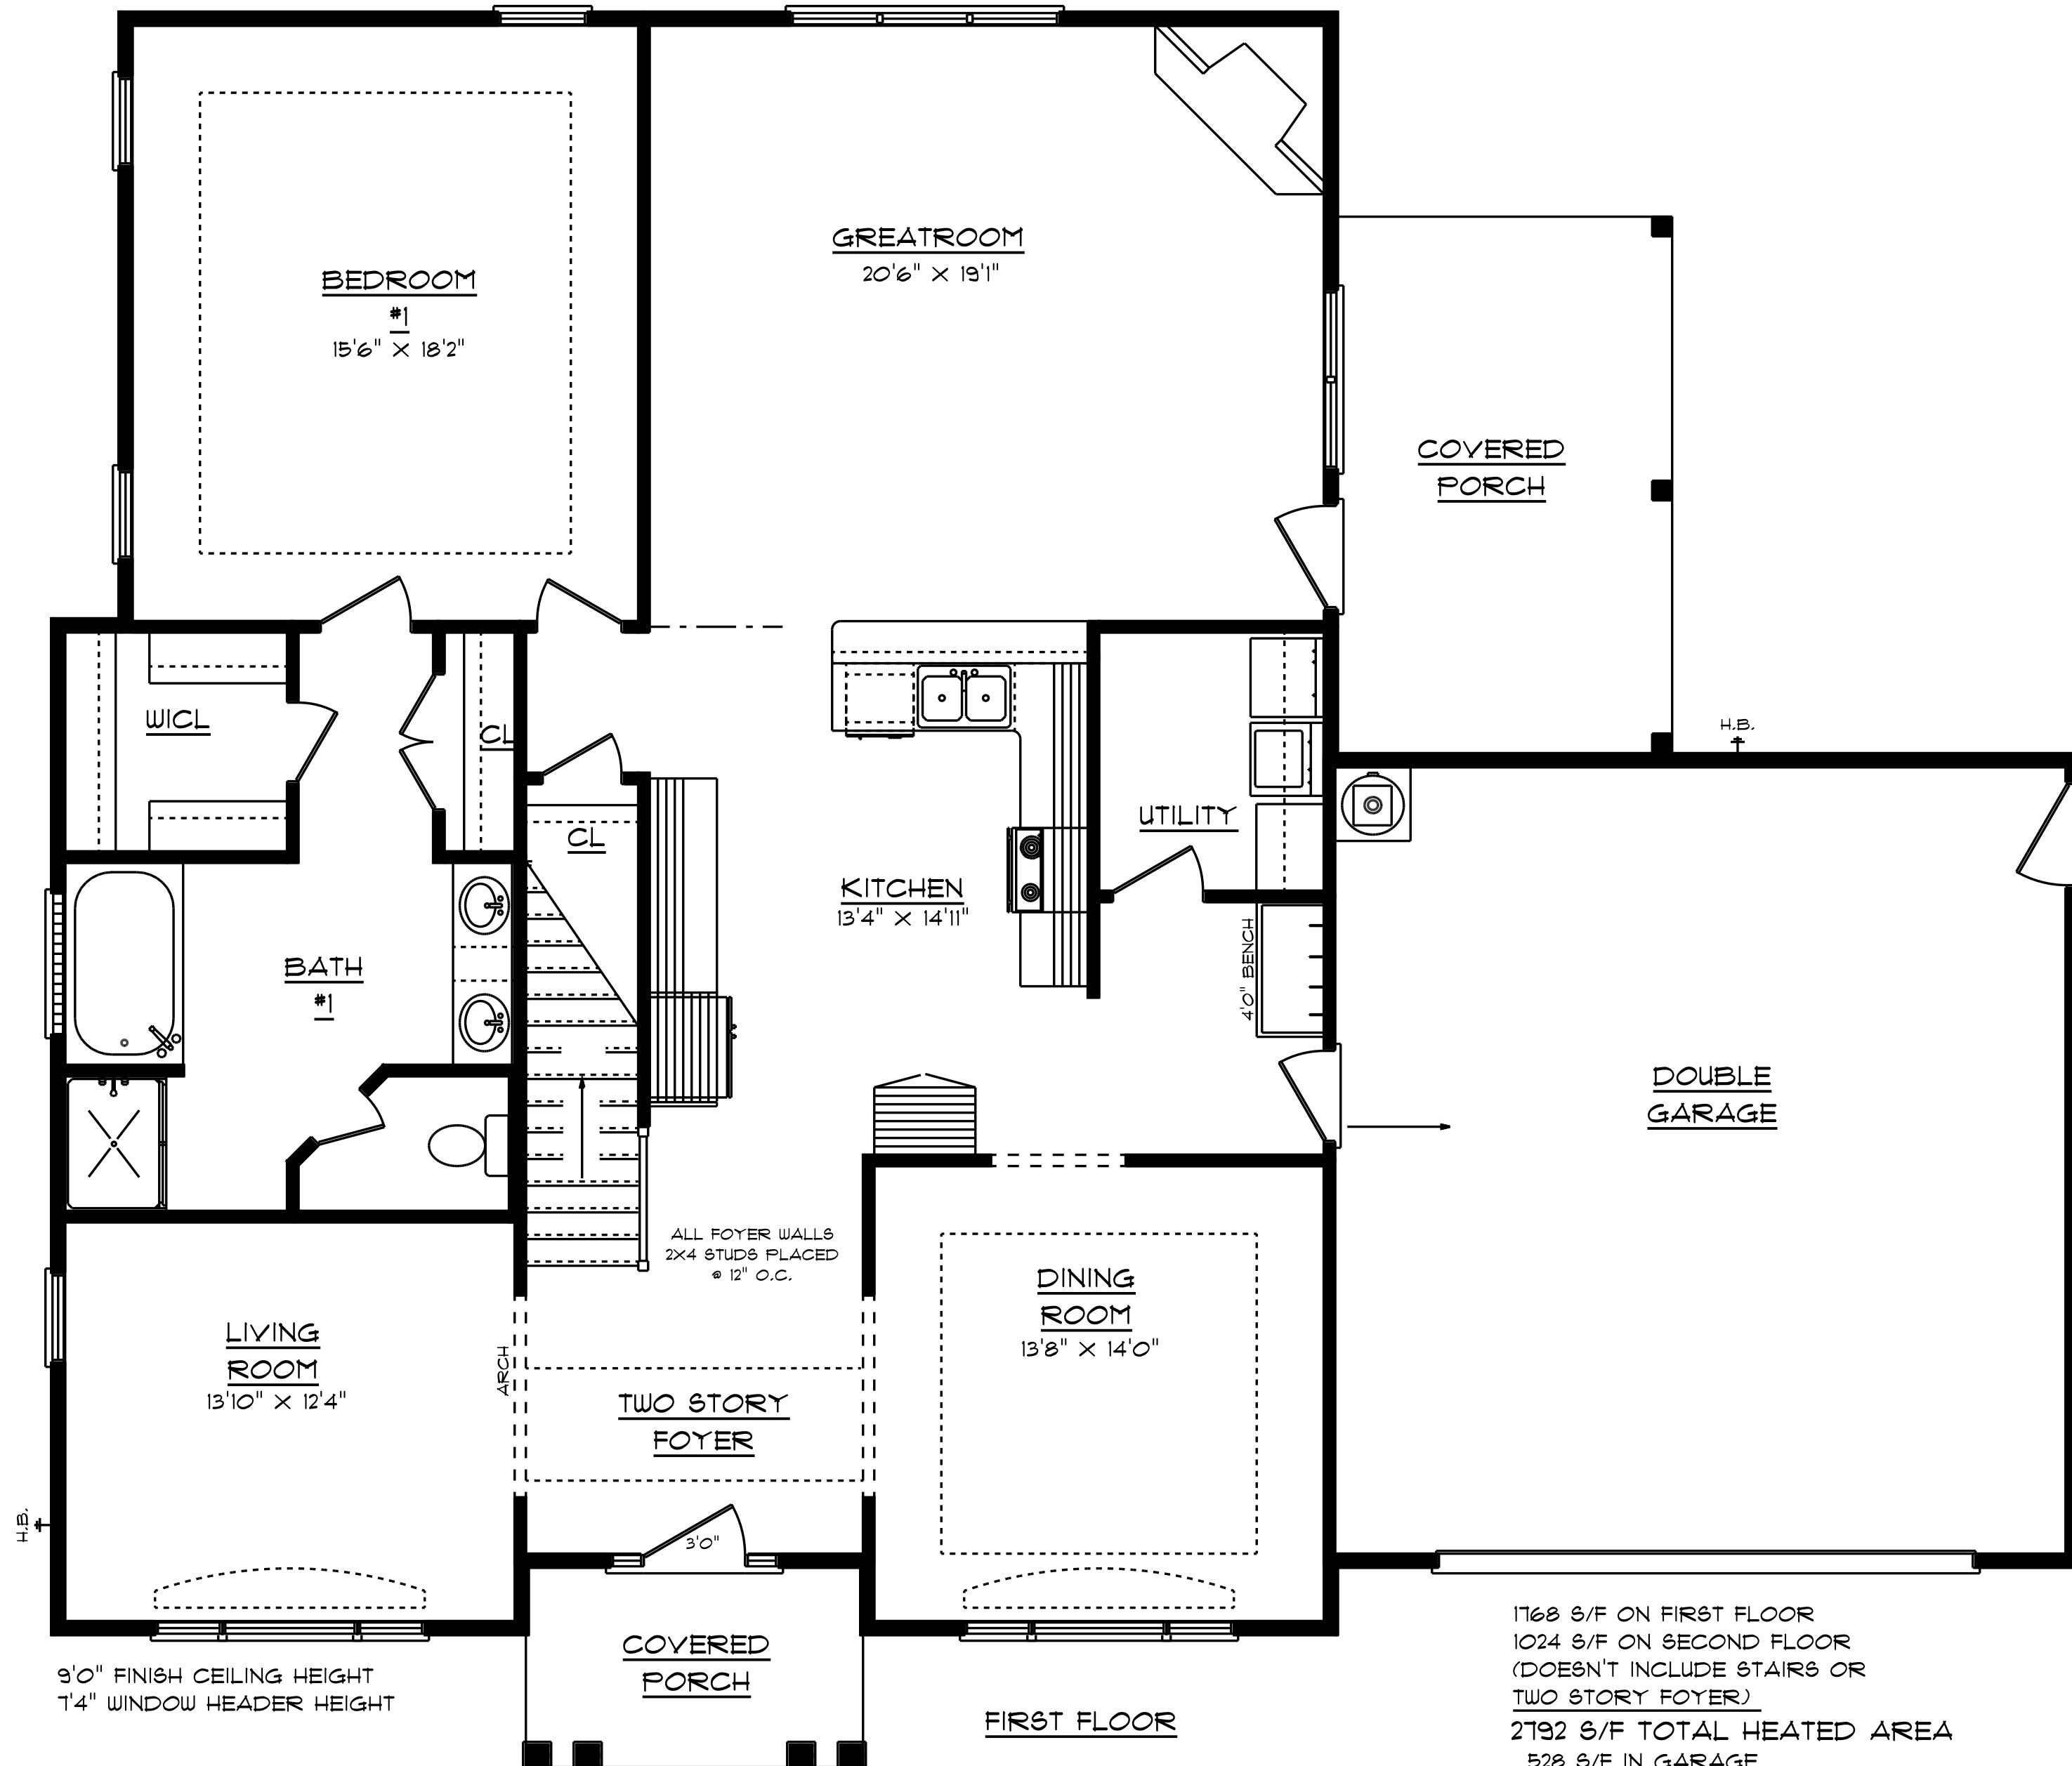 BEDROOM
#1
15'6" X 18'2"
GREATROOM
20'6" X 19'1"
COVERED
PORCH
H.B.
WICL
CL
CL
UTILITY
KITCHEN
13'4" X 14'11"
4'0" BENCH
BATH
#1
DOUBLE
GARAGE
ALL FOYER WALLS
2X4 STUDS PLACED
@ 12" O.C.
DINING
ROOM
13'8" X 14'0"
LIVING
ROOM
13'10" X 12'4"
ARCH
TWO STORY
FOYER
H.B.
3'0"
COVERED
PORCH
9'0" FINISH CEILING HEIGHT
7'4" WINDOW HEADER HEIGHT
FIRST FLOOR
1768 S/F ON FIRST FLOOR
1024 S/F ON SECOND FLOOR
(DOESN'T INCLUDE STAIRS OR
TWO STORY FOYER)
2792 S/F TOTAL HEATED AREA
528 S/F IN GARAGE